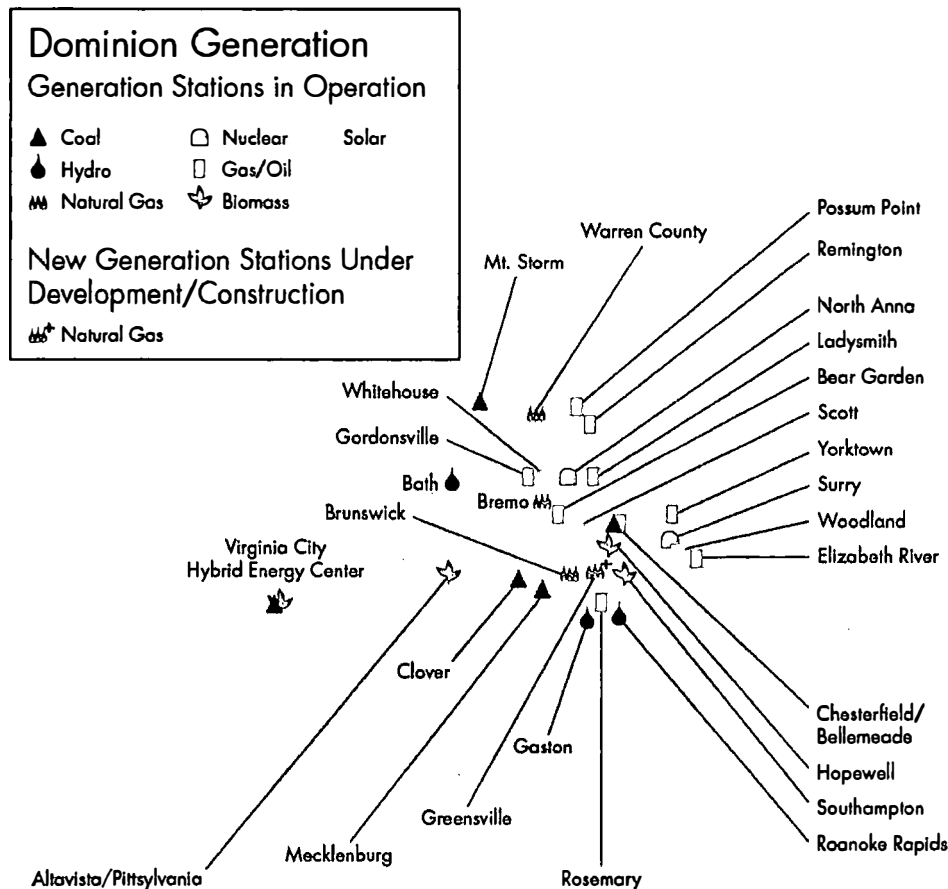 Dominion Generation
Generation Stations in Operation
Coal
Nuclear
Solar
Hydro
Gas/Oil
Natural Gas
Biomass
New Generation Stations Under
Development/Construction
Natural Gas
Possum Point
Warren County
Remington
Mt. Storm
North Anna
Ladysmith
Bear Garden
Whitehouse
Scott
Gordonsville
Yorktown
Bath
Surry
Bremo
Brunswick
Woodland
Virginia City
Hybrid Energy Center
Elizabeth River
Clover
Chesterfield/
Bellemeade
Gaston
Hopewell
Southampton
Greensville
Roanoke Rapids
Mecklenburg
Altavista/Pittsylvania
Rosemary